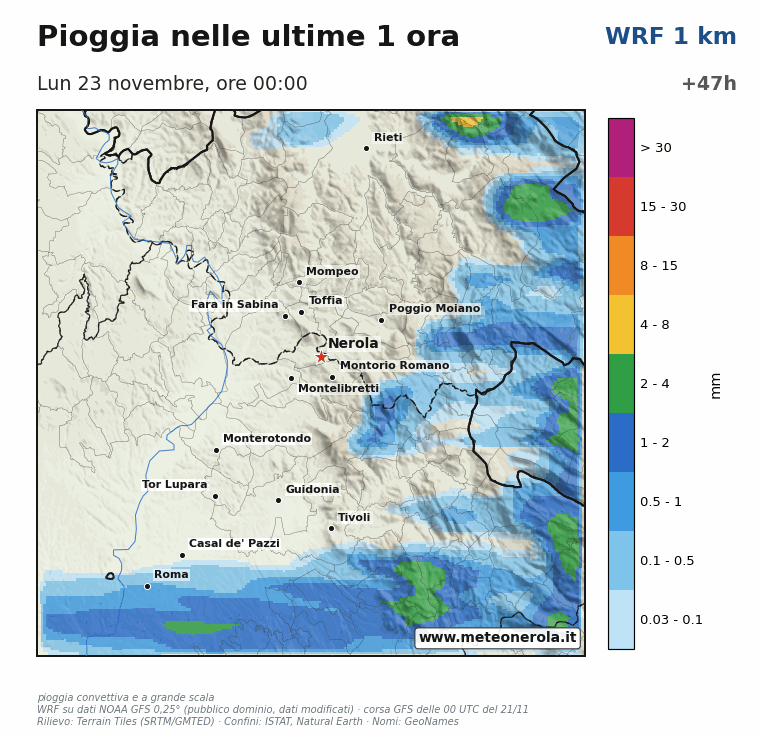 Pioggia nelle ultime 1 ora
WRF 1 km
Lun 23 novembre, ore 00:00
+47h
Rieti
Mompeo
Toffia
Fara in Sabina
Poggio Moiano
Nerola
Montorio Romano
Montelibretti
Monterotondo
Tor Lupara
Guidonia
Tivoli
Casal de' Pazzi
Roma
www.meteonerola.it
> 30
15 - 30
8 - 15
4 - 8
2 - 4
1 - 2
0.5 - 1
0.1 - 0.5
0.03 - 0.1
mm
pioggia convettiva e a grande scala
WRF su dati NOAA GFS 0,25° (pubblico dominio, dati modificati) · corsa GFS delle 00 UTC del 21/11
Rilievo: Terrain Tiles (SRTM/GMTED) · Confini: ISTAT, Natural Earth · Nomi: GeoNames